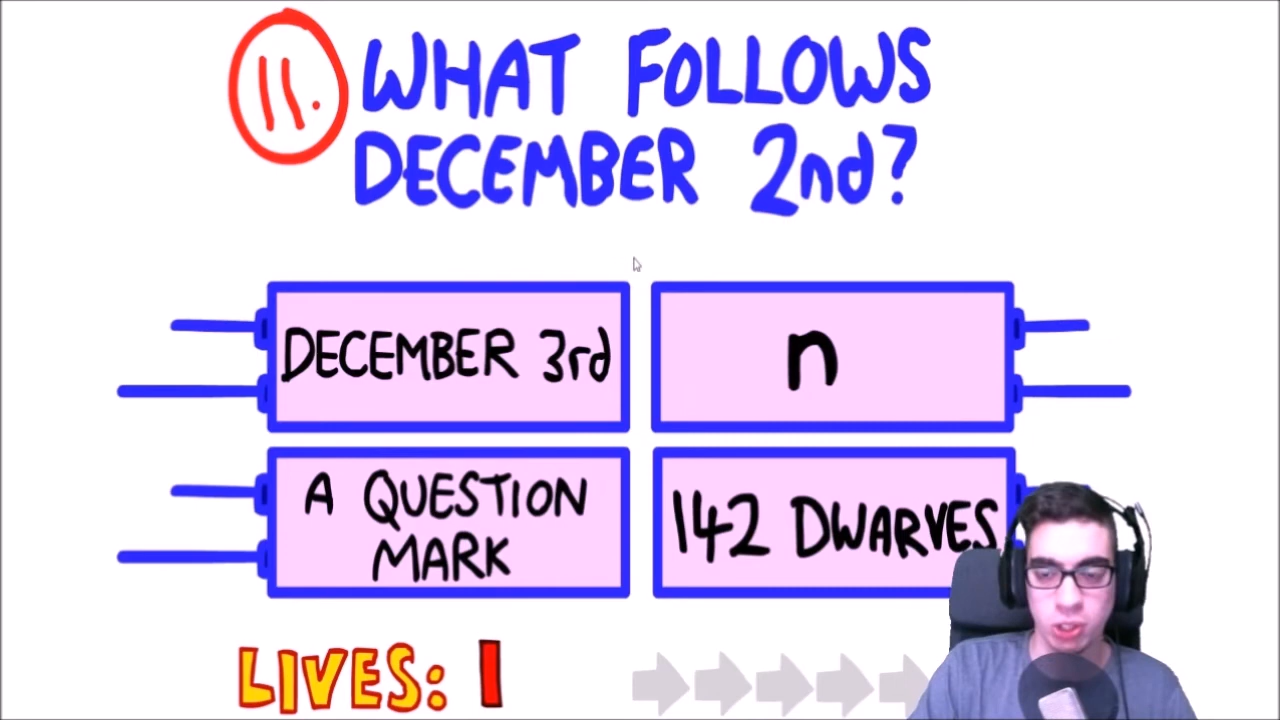 11. WHAT FOLLOWS
DECEMBER 2nd?
DECEMBER 3rd
n
A QUESTION
MARK
142 DWARVES
LIVES: 1